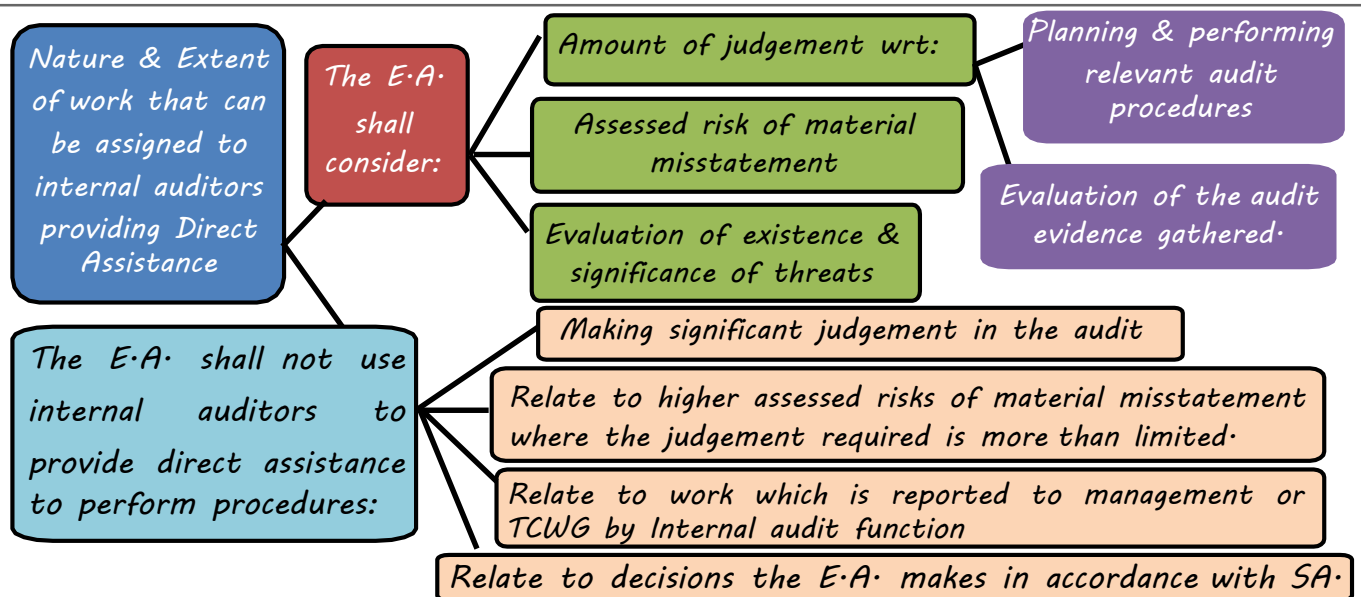 Nature & Extent
of work that can
be assigned to
internal auditors
providing Direct
Assistance
The E.A.
shall
consider:
Amount of judgement wrt:
Planning & performing
relevant audit
procedures
Evaluation of the audit
evidence gathered.
Assessed risk of material
misstatement
Evaluation of existence &
significance of threats
The E.A. shall not use
internal auditors to
provide direct assistance
to perform procedures:
Making significant judgement in the audit
Relate to higher assessed risks of material misstatement
where the judgement required is more than limited.
Relate to work which is reported to management or
TCWG by Internal audit function
Relate to decisions the E.A. makes in accordance with SA.